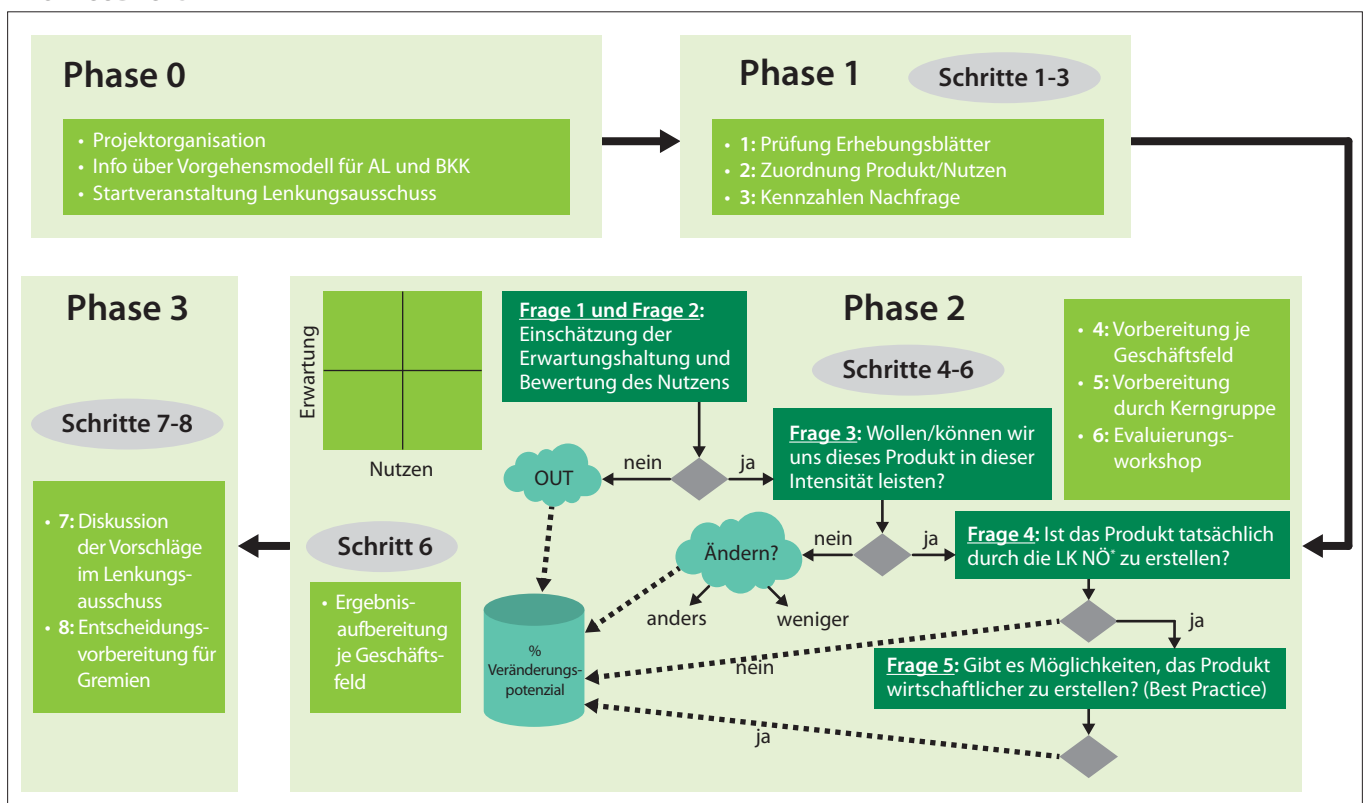 Phase 0
• Projektorganisation
• Info über Vorgehensmodell für AL und BKK
• Startveranstaltung Lenkungsausschuss
Phase 1
Schritte 1-3
• 1: Prüfung Erhebungsblätter
• 2: Zuordnung Produkt/Nutzen
• 3: Kennzahlen Nachfrage
Phase 2
Schritte 4-6
• 4: Vorbereitung je
Geschäftsfeld
• 5: Vorbereitung
durch Kerngruppe
• 6: Evaluierungs-
workshop
Erwartung
Nutzen
Frage 1 und Frage 2:
Einschätzung der
Erwartungshaltung und
Bewertung des Nutzens
nein
ja
OUT
Frage 3: Wollen/können wir
uns dieses Produkt in dieser
Intensität leisten?
nein
ja
Ändern?
anders
weniger
Frage 4: Ist das Produkt tatsächlich
durch die LK NÖ* zu erstellen?
ja
nein
Frage 5: Gibt es Möglichkeiten, das Produkt
wirtschaftlicher zu erstellen? (Best Practice)
ja
%
Veränderungs-
potenzial
Schritt 6
• Ergebnis-
aufbereitung
je Geschäfts-
feld
Phase 3
Schritte 7-8
• 7: Diskussion
der Vorschläge
im Lenkungs-
ausschuss
• 8: Entscheidungs-
vorbereitung für
Gremien